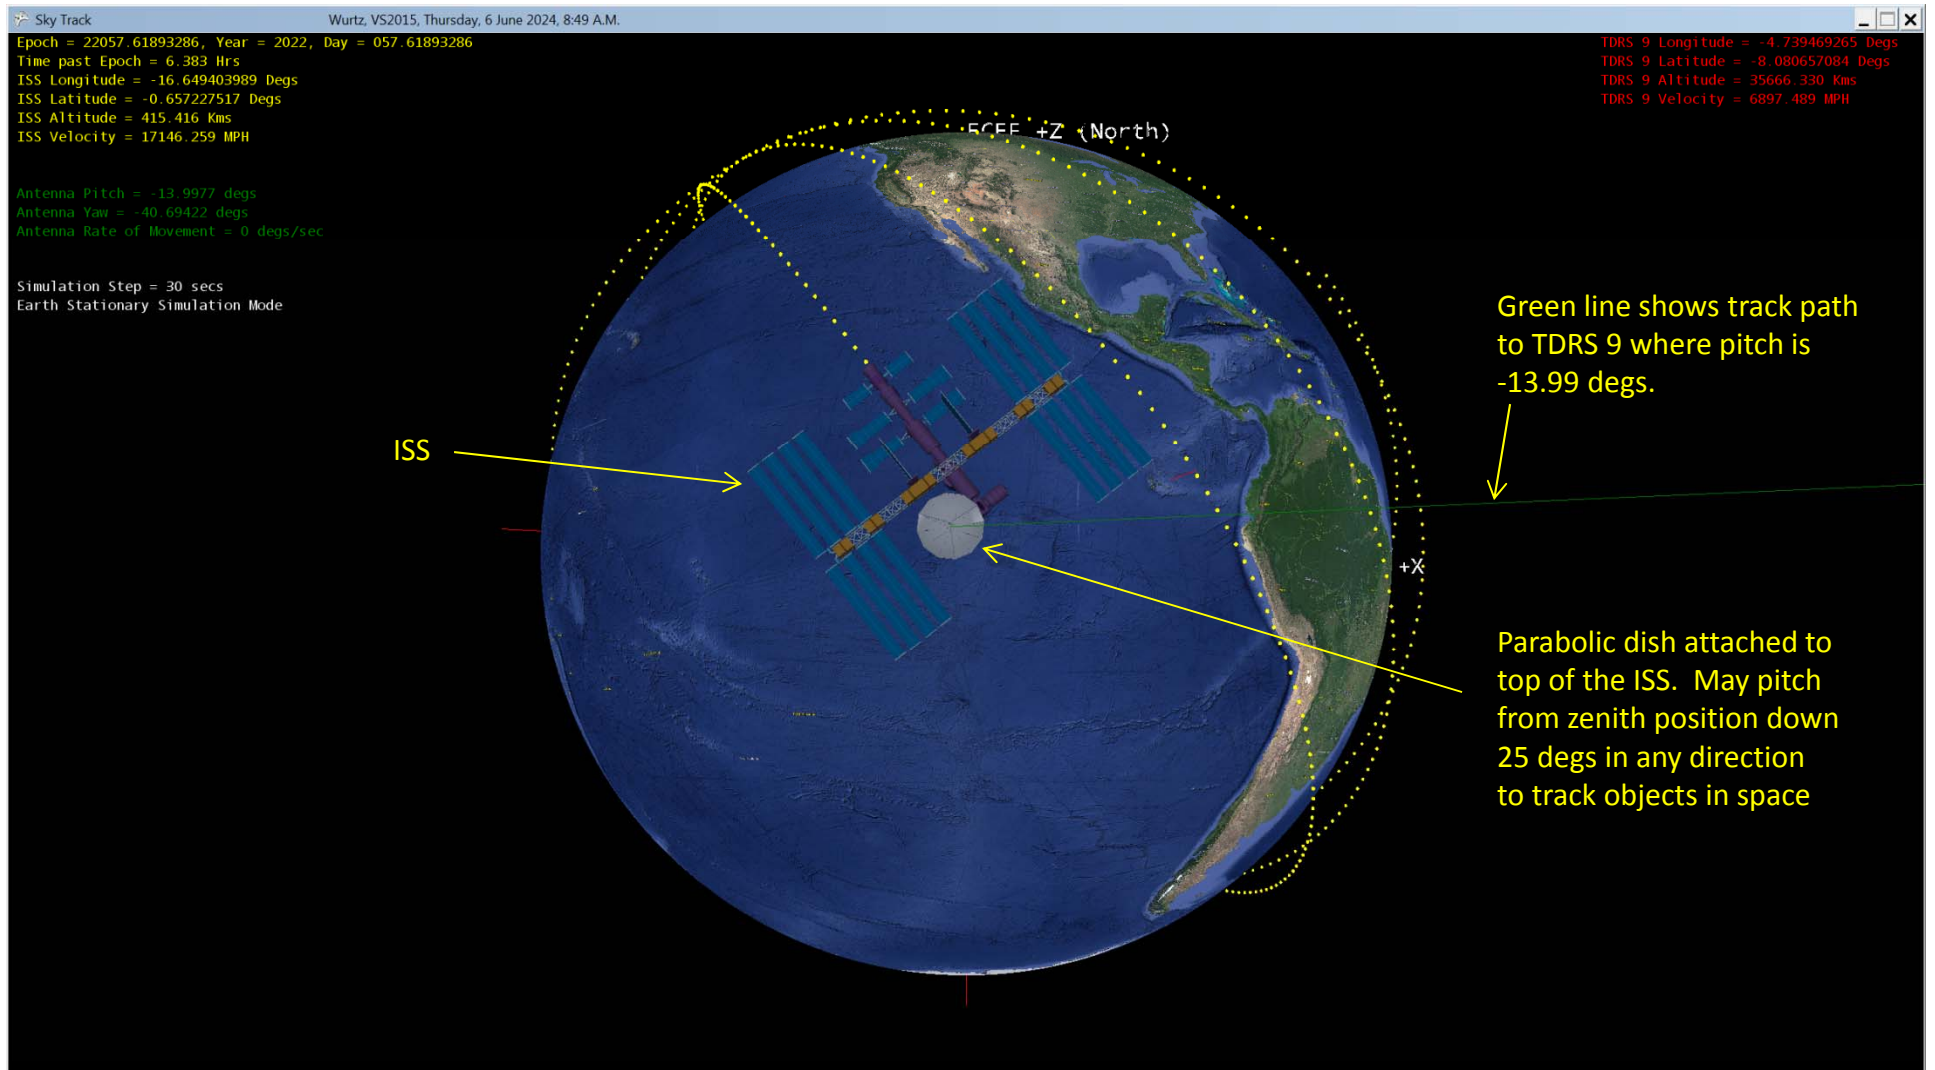 Sky Track
Wurtz, VS2015, Thursday, 6 June 2024, 8:49 A.M.
Epoch = 22057.61893286, Year = 2022, Day = 057.61893286
Time past Epoch = 6.383 Hrs
ISS Longitude = -16.649403989 Degs
ISS Latitude = -0.657227517 Degs
ISS Altitude = 415.416 Kms
ISS Velocity = 17146.259 MPH
TDRS 9 Longitude = -4.739469265 Degs
TDRS 9 Latitude = -8.080657084 Degs
TDRS 9 Altitude = 35666.330 Kms
TDRS 9 Velocity = 6897.489 MPH
Antenna Pitch = -13.9977 degs
Antenna Yaw = -40.69422 degs
Antenna Rate of Movement = 0 degs/sec
Simulation Step = 30 secs
Earth Stationary Simulation Mode
+Z (North)
Green line shows track path
to TDRS 9 where pitch is
-13.99 degs.
ISS
+X
Parabolic dish attached to
top of the ISS. May pitch
from zenith position down
25 degs in any direction
to track objects in space